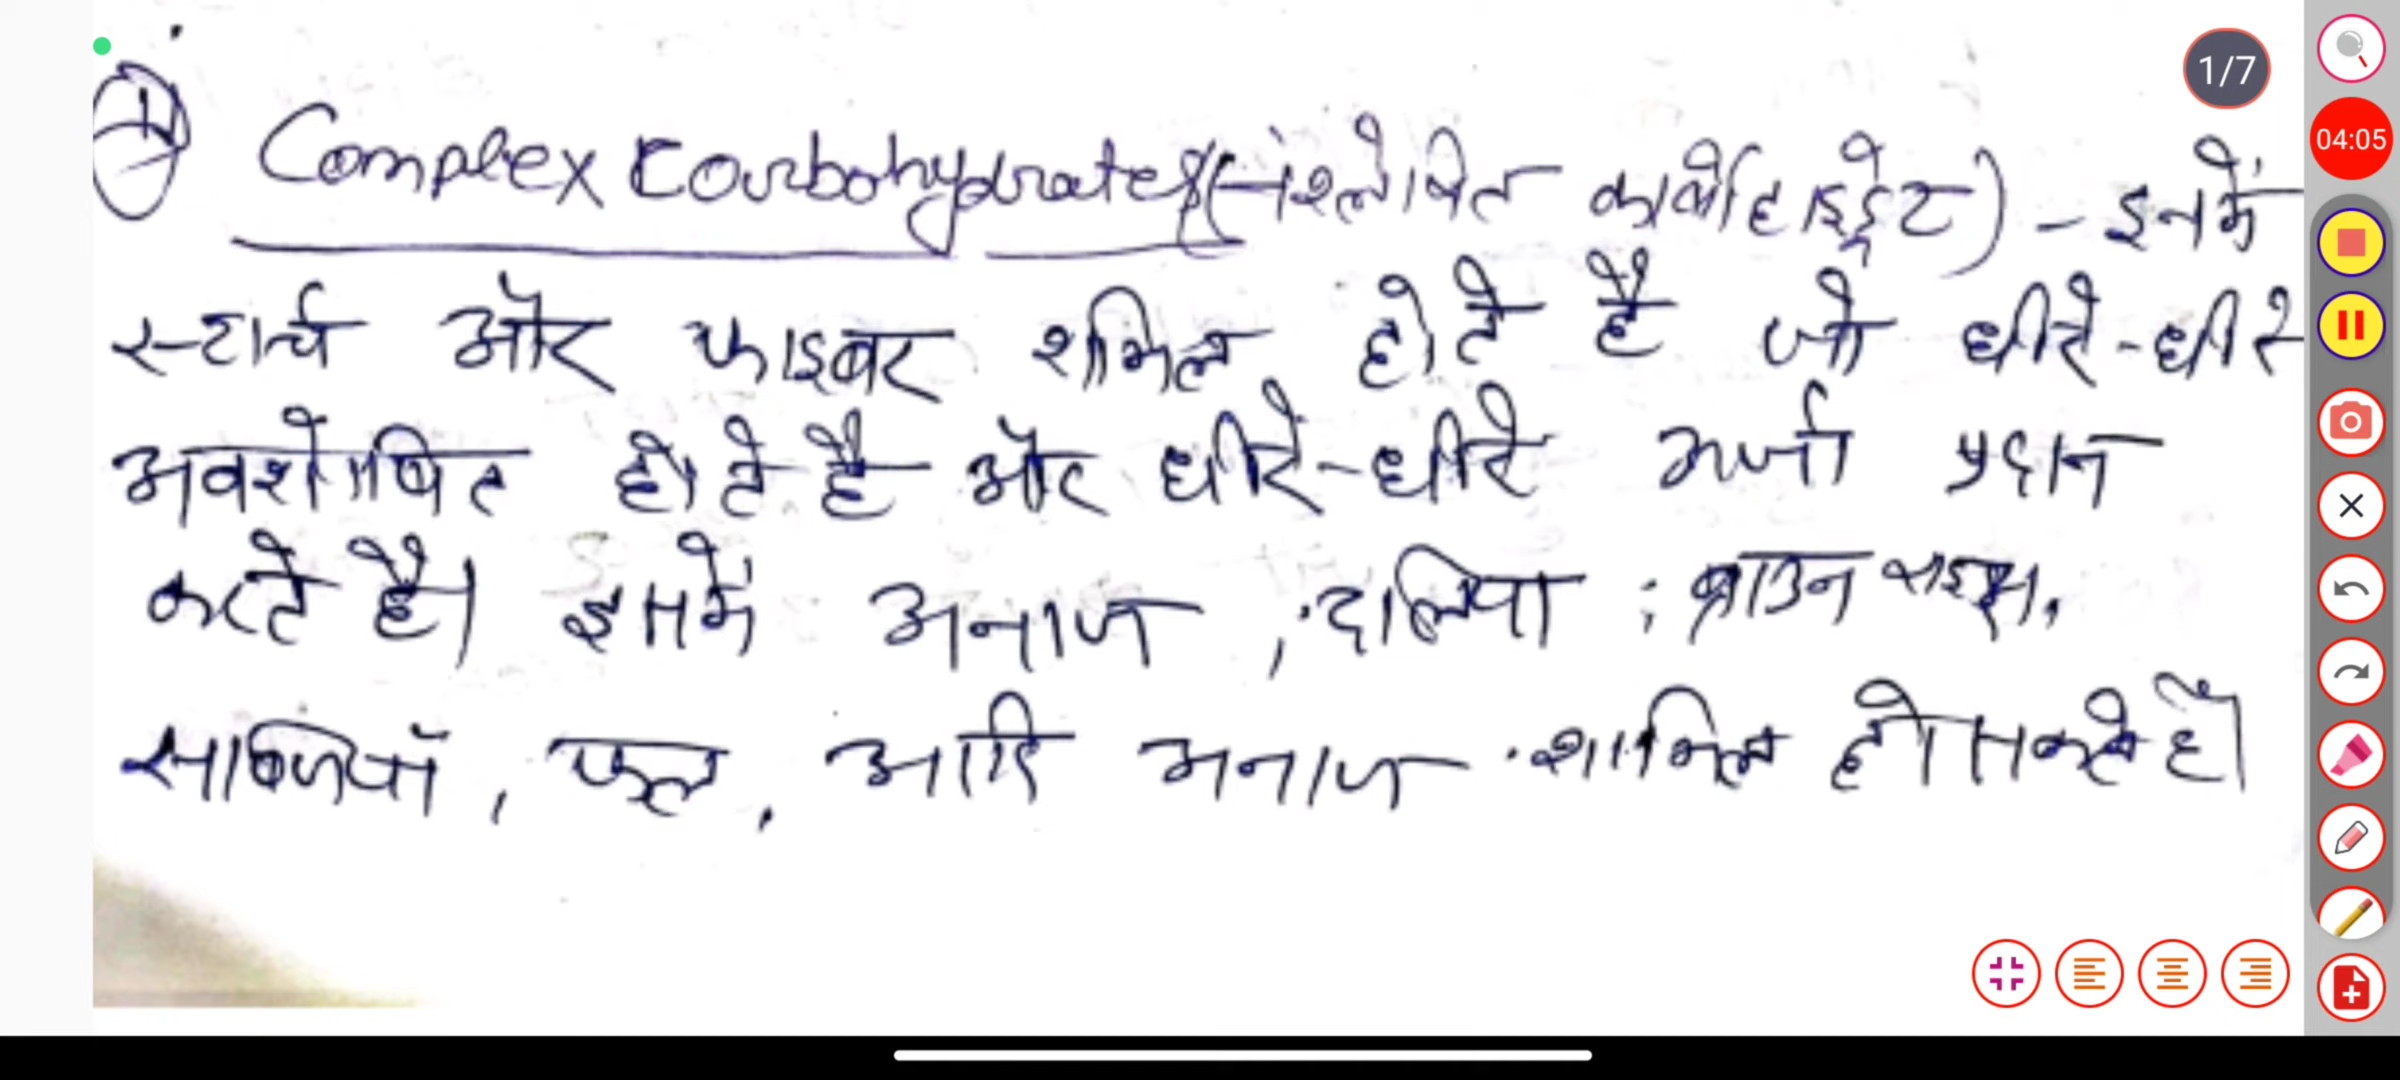 1/7
04:05
① Complex Carbohydrates (संश्लेषित कार्बोहाइड्रेट) - इनमें
स्टार्च और फाइबर शामिल होते है जो धीरे-धीरे
अवशोषित होते है और धीरे-धीरे ऊर्जा प्रदान
करते है। इसमें अनाज, दलिया, ब्राउन राइस,
सब्जियाँ, फल, आदि अनाज शामिल हो सकते है।